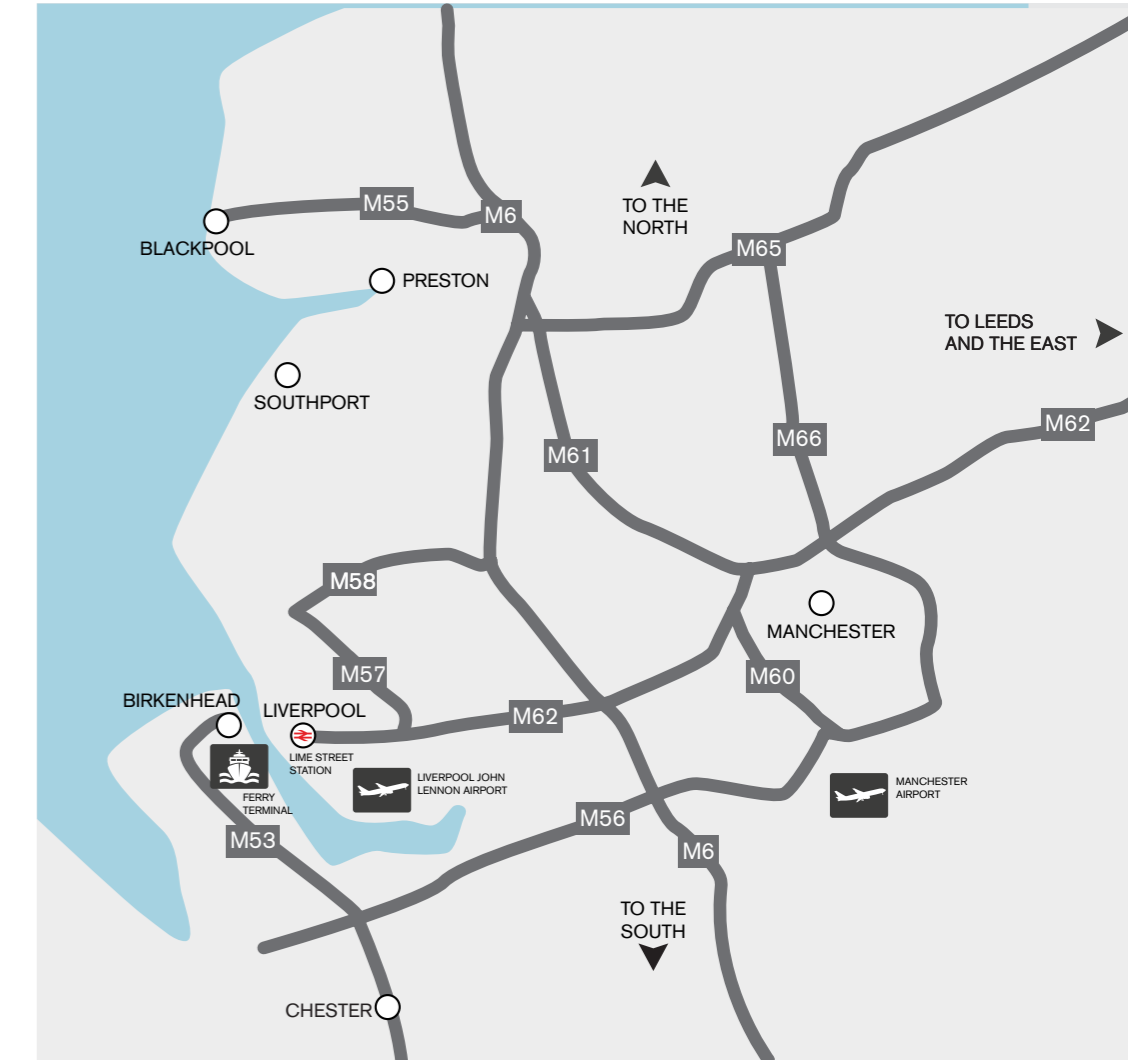 M55
M6
TO THE
NORTH
BLACKPOOL
M65
PRESTON
TO LEEDS
AND THE EAST
SOUTHPORT
M62
M66
M61
M58
MANCHESTER
M57
M60
BIRKENHEAD
LIVERPOOL
M62
LIME STREET
STATION
LIVERPOOL JOHN
LENNON AIRPORT
MANCHESTER
AIRPORT
FERRY
TERMINAL
M56
M53
M6
TO THE
SOUTH
CHESTER